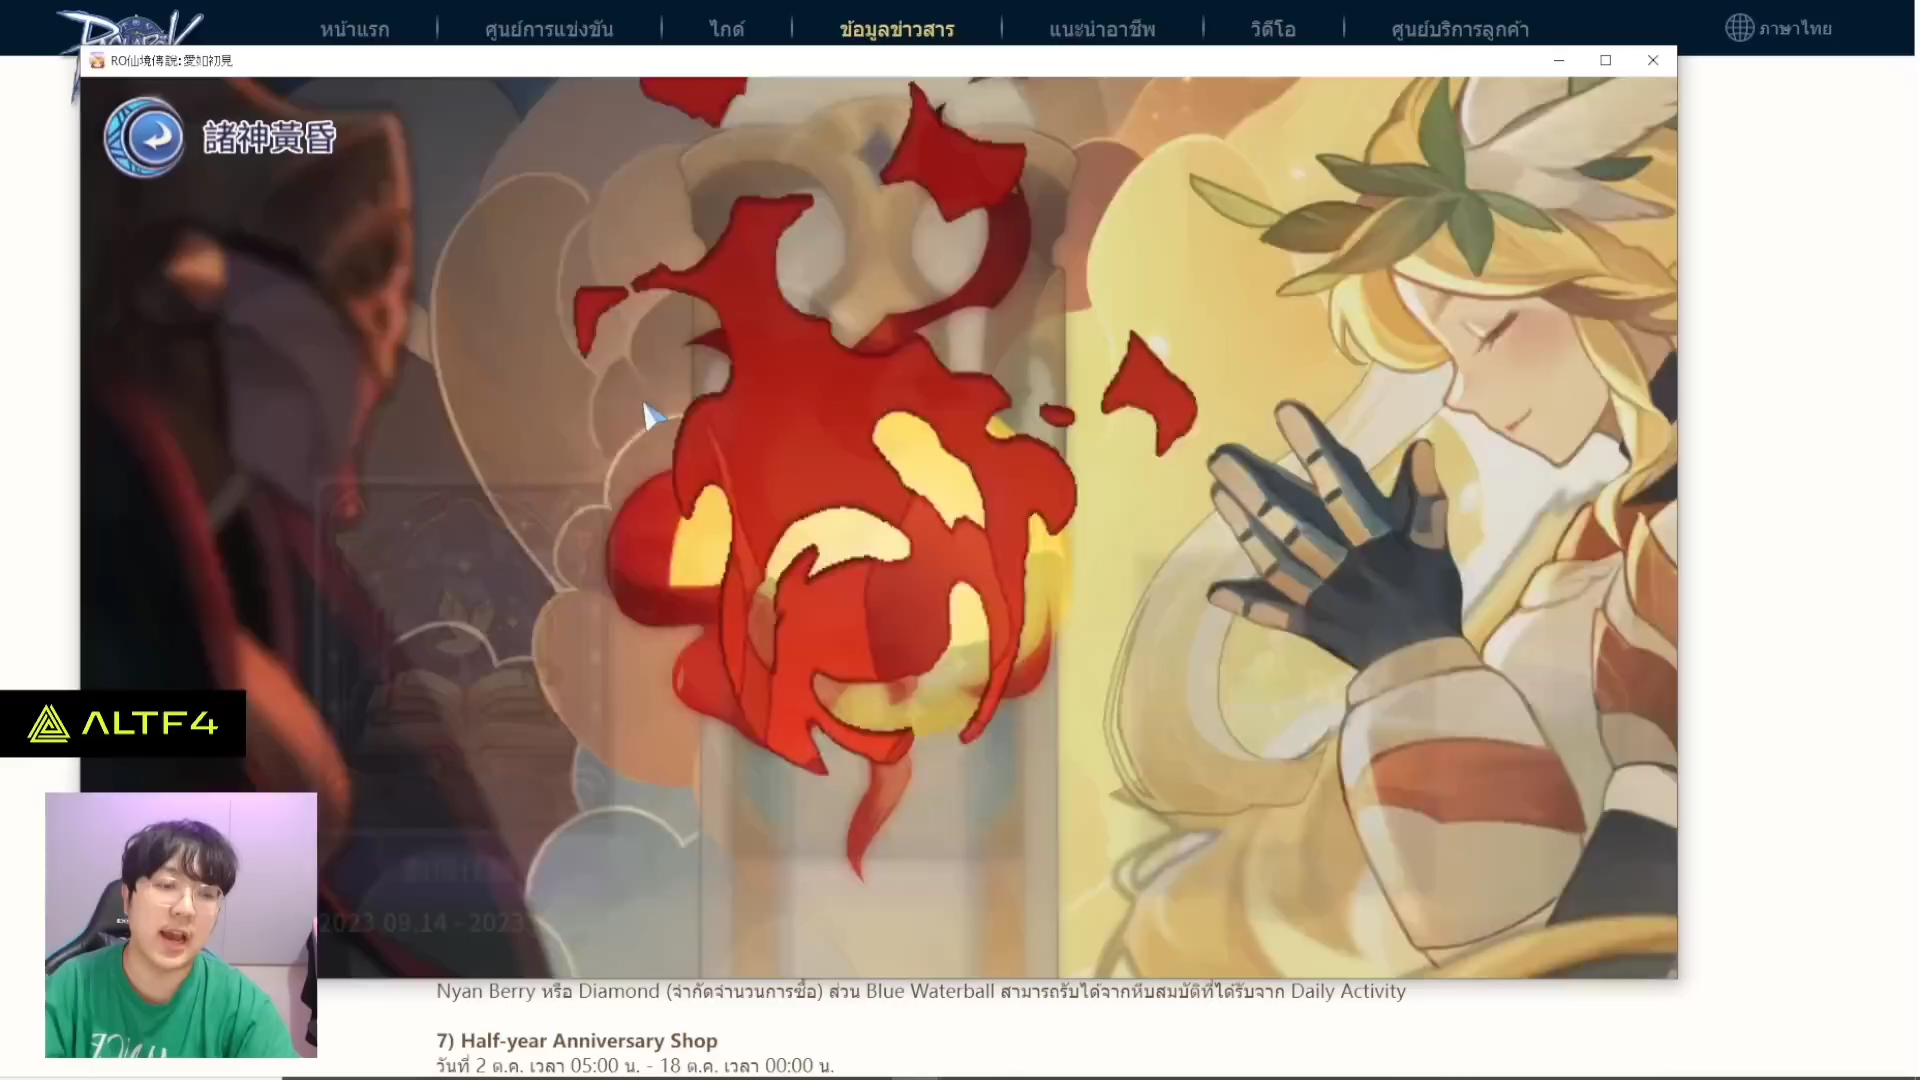 หน้าแรก
ศูนย์การแข่งขัน
ไกด์
ข้อมูลข่าวสาร
แนะนำอาชีพ
วิดีโอ
ศูนย์บริการลูกค้า
ภาษาไทย
RO仙境傳說:愛如初見
諸神黃昏
ALTF4
2023 09.14 - 2023
Nyan Berry หรือ Diamond (จำกัดจำนวนการซื้อ) ส่วน Blue Waterball สามารถรับได้จากหีบสมบัติที่ได้รับจาก Daily Activity
7) Half-year Anniversary Shop
วันที่ 2 ต.ค. เวลา 05:00 น. - 18 ต.ค. เวลา 00:00 น.